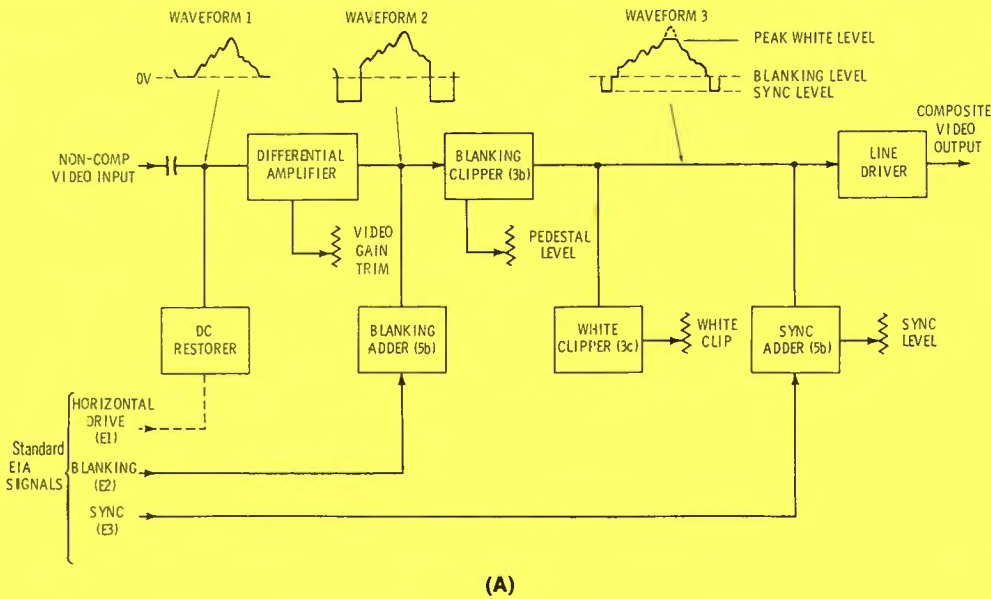 WAVEFORM 1
WAVEFORM 2
WAVEFORM 3
PEAK WHITE LEVEL
0V
BLANKING LEVEL
SYNC LEVEL
NON-COMP
VIDEO INPUT
DIFFERENTIAL
AMPLIFIER
BLANKING
CLIPPER (3b)
LINE
DRIVER
COMPOSITE
VIDEO
OUTPUT
VIDEO
GAIN
TRIM
PEDESTAL
LEVEL
DC
RESTORER
BLANKING
ADDER (5b)
WHITE
CLIPPER (3c)
WHITE
CLIP
SYNC
ADDER (5b)
SYNC
LEVEL
Standard
EIA
SIGNALS
HORIZONTAL
DRIVE
(E1)
BLANKING
(E2)
SYNC
(E3)
(A)